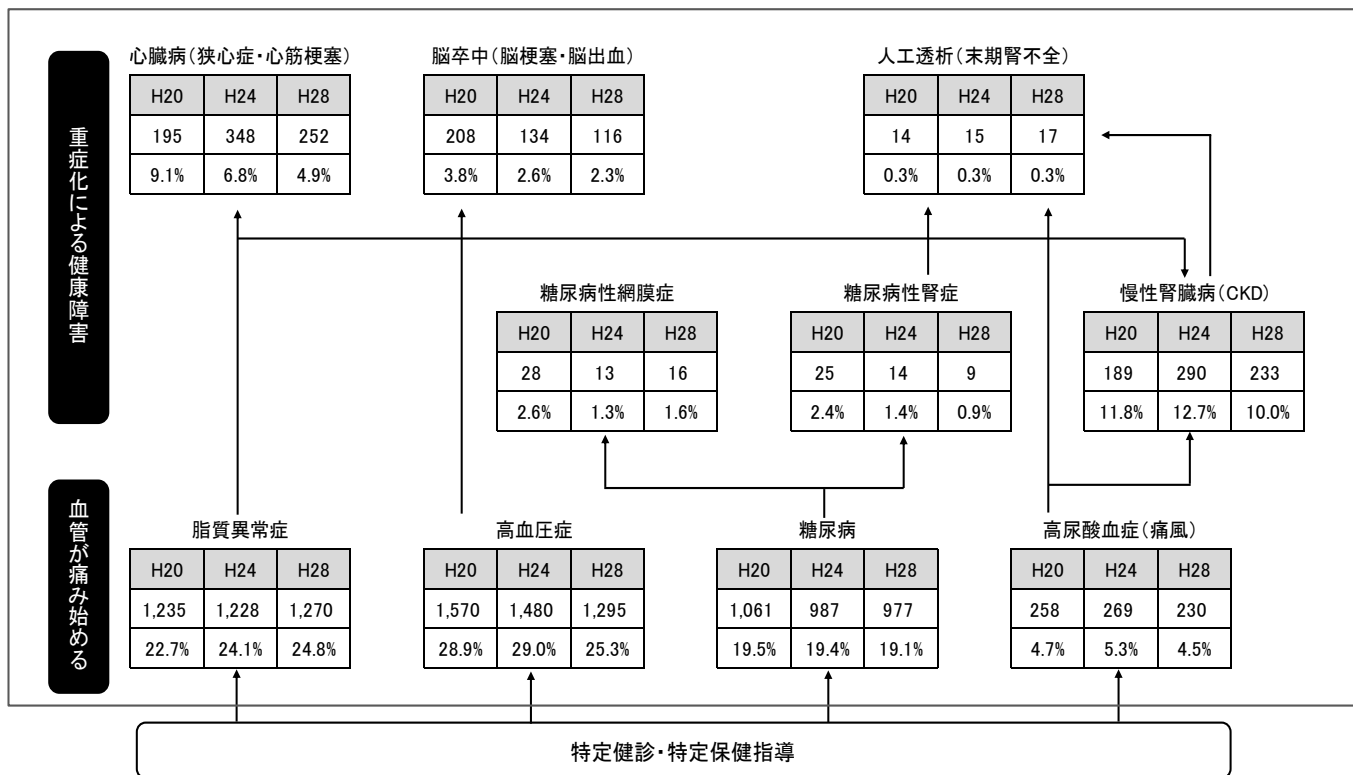 重症化による健康障害
心臓病(狭心症・心筋梗塞)
H20 H24 H28
195 348 252
9.1% 6.8% 4.9%
脳卒中(脳梗塞・脳出血)
H20 H24 H28
208 134 116
3.8% 2.6% 2.3%
人工透析(末期腎不全)
H20 H24 H28
14 15 17
0.3% 0.3% 0.3%
糖尿病性網膜症
H20 H24 H28
28 13 16
2.6% 1.3% 1.6%
糖尿病性腎症
H20 H24 H28
25 14 9
2.4% 1.4% 0.9%
慢性腎臓病(CKD)
H20 H24 H28
189 290 233
11.8% 12.7% 10.0%
血管が痛み始める
脂質異常症
H20 H24 H28
1,235 1,228 1,270
22.7% 24.1% 24.8%
高血圧症
H20 H24 H28
1,570 1,480 1,295
28.9% 29.0% 25.3%
糖尿病
H20 H24 H28
1,061 987 977
19.5% 19.4% 19.1%
高尿酸血症(痛風)
H20 H24 H28
258 269 230
4.7% 5.3% 4.5%
特定健診・特定保健指導